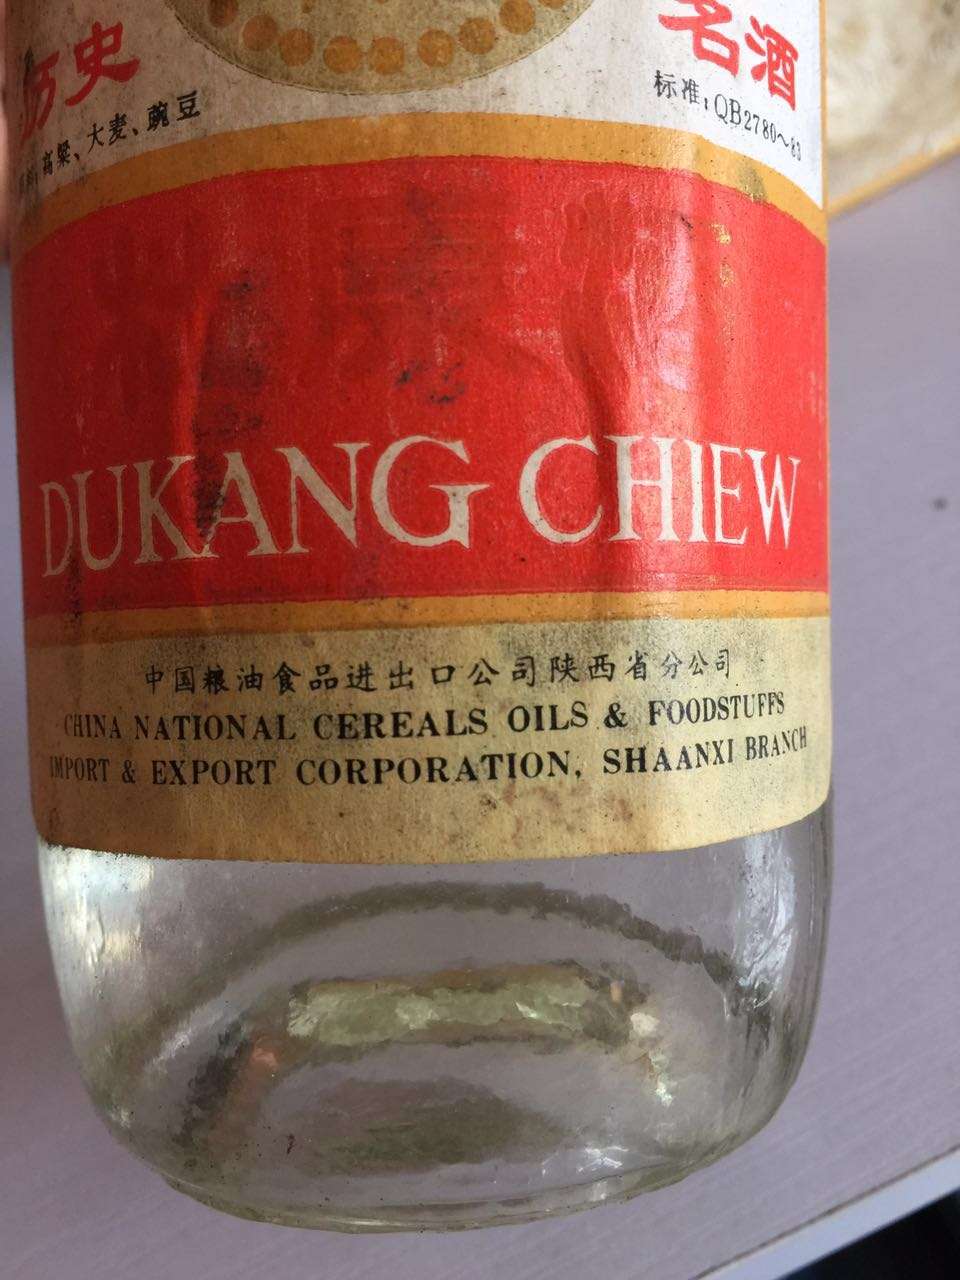 历史
名酒
原料:高粱、大麦、豌豆
标准:QB2780~83
DUKANG CHIEW
中国粮油食品进出口公司陕西省分公司
CHINA NATIONAL CEREALS OILS & FOODSTUFFS
IMPORT & EXPORT CORPORATION, SHAANXI BRANCH